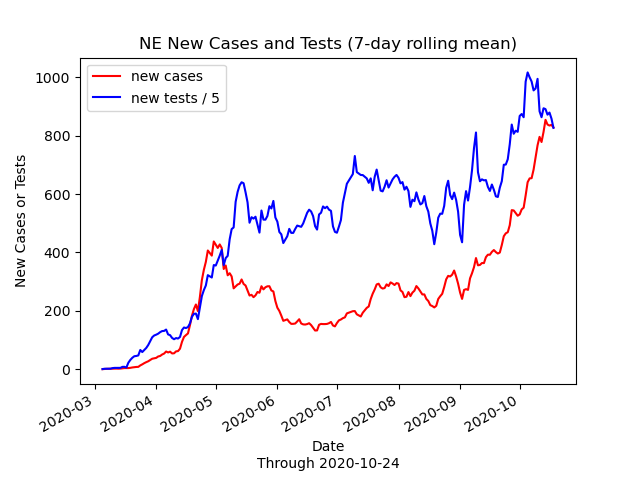 NE New Cases and Tests (7-day rolling mean)
new cases
new tests / 5
New Cases or Tests
1000
800
600
400
200
0
2020-03
2020-04
2020-05
2020-06
2020-07
2020-08
2020-09
2020-10
Date
Through 2020-10-24